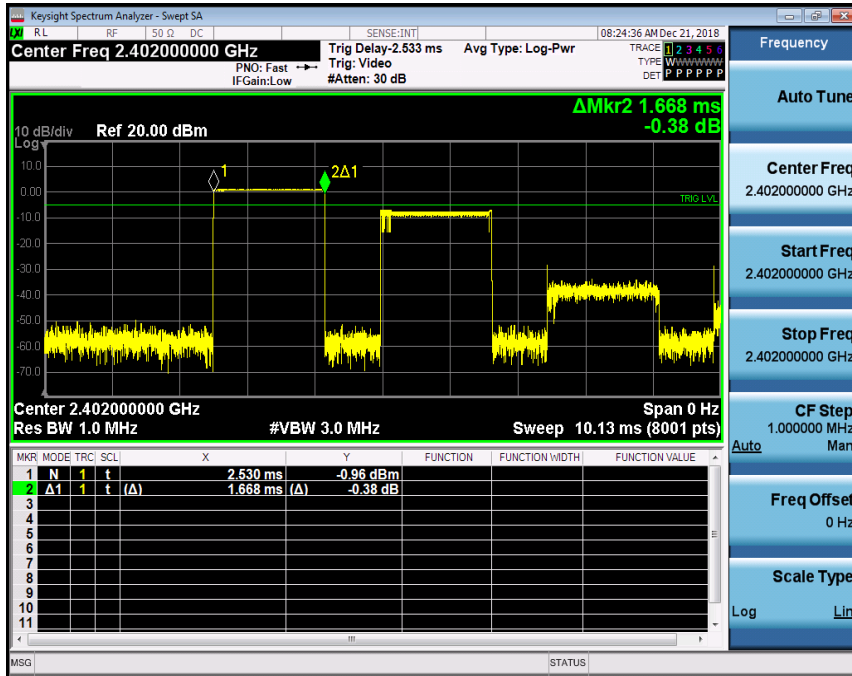 Keysight Spectrum Analyzer - Swept SA
LXI RL RF 50 Ω DC SENSE:INT 08:24:36 AM Dec 21, 2018
Center Freq 2.402000000 GHz
PNO: Fast
IFGain:Low
Trig Delay-2.533 ms
Trig: Video
#Atten: 30 dB
Avg Type: Log-Pwr
TRACE 1 2 3 4 5 6
TYPE WWWWWW
DET P P P P P P
ΔMkr2 1.668 ms
-0.38 dB
10 dB/div Ref 20.00 dBm
Log
10.0
0.00
-10.0
-20.0
-30.0
-40.0
-50.0
-60.0
-70.0
1
2Δ1
TRIG LVL
Center 2.402000000 GHz Span 0 Hz
Res BW 1.0 MHz #VBW 3.0 MHz Sweep 10.13 ms (8001 pts)
MKR MODE TRC SCL X Y FUNCTION FUNCTION WIDTH FUNCTION VALUE
1 N 1 t 2.530 ms -0.96 dBm
2 Δ1 1 t (Δ) 1.668 ms (Δ) -0.38 dB
3
4
5
6
7
8
9
10
11
MSG STATUS
Frequency
Auto Tune
Center Freq
2.402000000 GHz
Start Freq
2.402000000 GHz
Stop Freq
2.402000000 GHz
CF Step
1.000000 MHz
Auto Man
Freq Offset
0 Hz
Scale Type
Log Lin